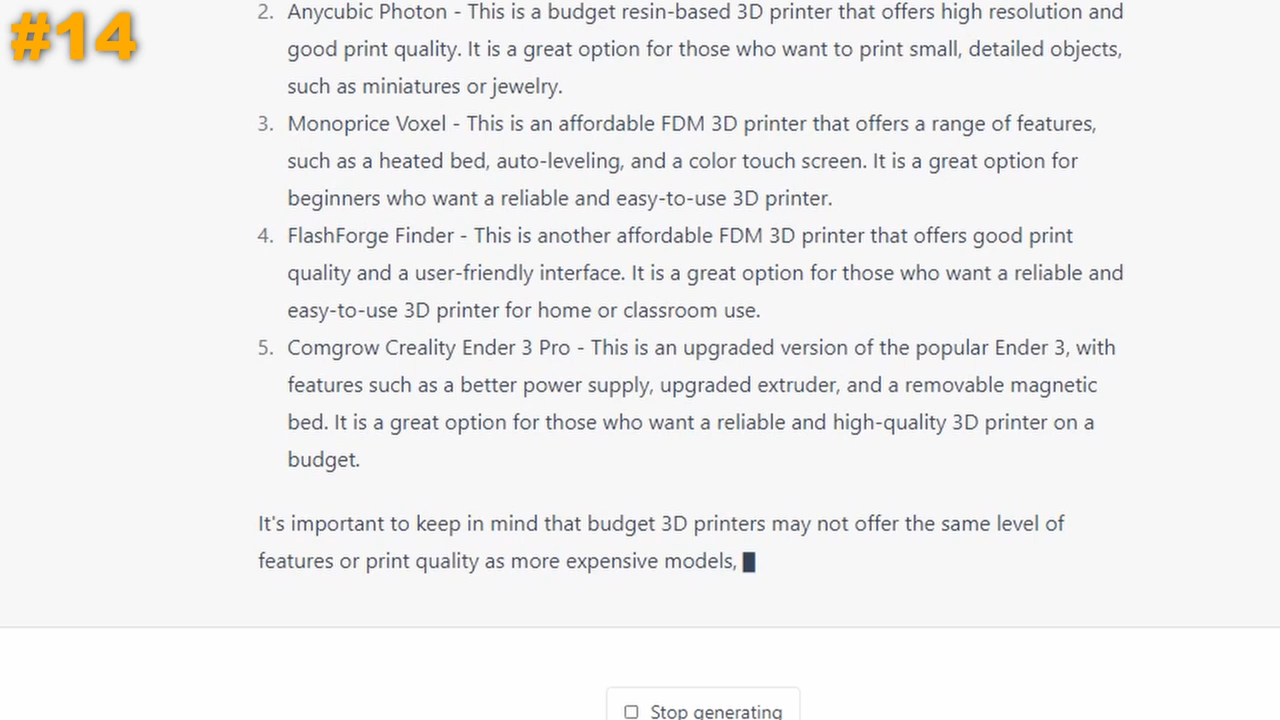 #14
2. Anycubic Photon - This is a budget resin-based 3D printer that offers high resolution and
good print quality. It is a great option for those who want to print small, detailed objects,
such as miniatures or jewelry.
3. Monoprice Voxel - This is an affordable FDM 3D printer that offers a range of features,
such as a heated bed, auto-leveling, and a color touch screen. It is a great option for
beginners who want a reliable and easy-to-use 3D printer.
4. FlashForge Finder - This is another affordable FDM 3D printer that offers good print
quality and a user-friendly interface. It is a great option for those who want a reliable and
easy-to-use 3D printer for home or classroom use.
5. Comgrow Creality Ender 3 Pro - This is an upgraded version of the popular Ender 3, with
features such as a better power supply, upgraded extruder, and a removable magnetic
bed. It is a great option for those who want a reliable and high-quality 3D printer on a
budget.
It's important to keep in mind that budget 3D printers may not offer the same level of
features or print quality as more expensive models,
Stop generating